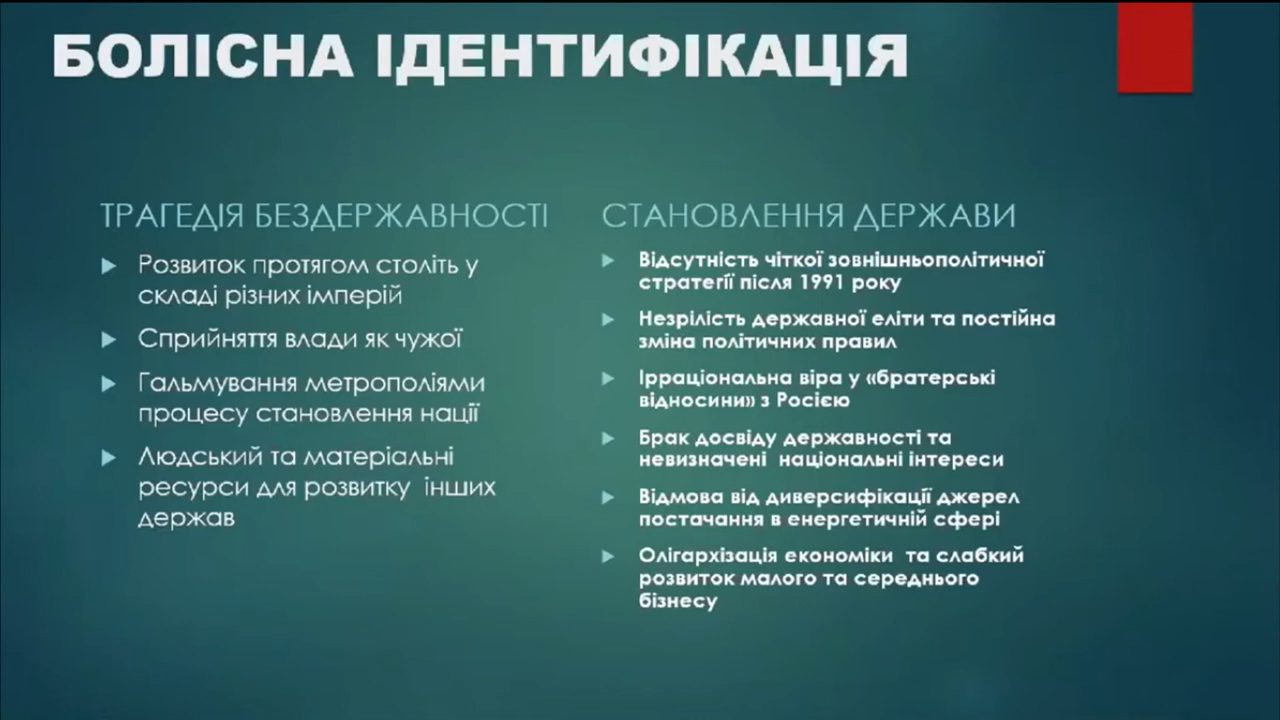 БОЛІСНА ІДЕНТИФІКАЦІЯ
ТРАГЕДІЯ БЕЗДЕРЖАВНОСТІ
Розвиток протягом століть у
складі різних імперій
Сприйняття влади як чужої
Гальмування метрополіями
процесу становлення нації
Людський та матеріальні
ресурси для розвитку інших
держав
СТАНОВЛЕННЯ ДЕРЖАВИ
Відсутність чіткої зовнішньополітичної
стратегії після 1991 року
Незрілість державної еліти та постійна
зміна політичних правил
Ірраціональна віра у «братерські
відносини» з Росією
Брак досвіду державності та
невизначені національні інтереси
Відмова від диверсифікації джерел
постачання в енергетичній сфері
Олігархізація економіки та слабкий
розвиток малого та середнього
бізнесу